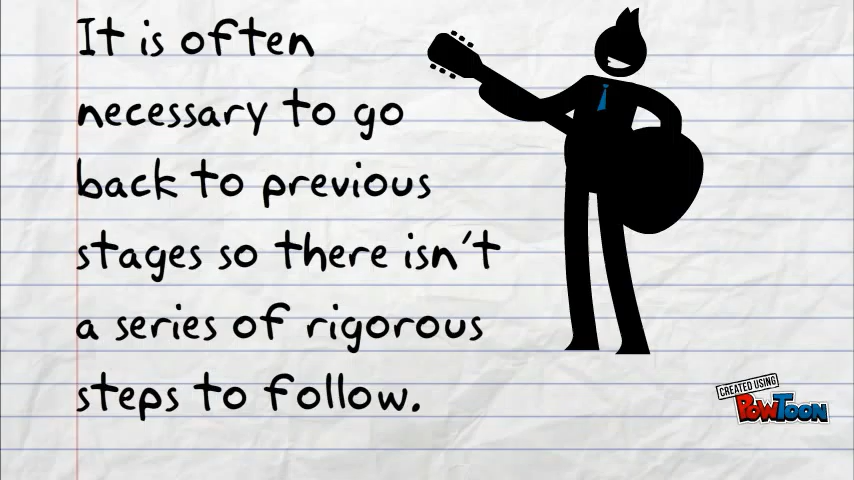 It is often
necessary to go
back to previous
stages so there isn't
a series of rigorous
steps to follow.
CREATED USING
POWTOON